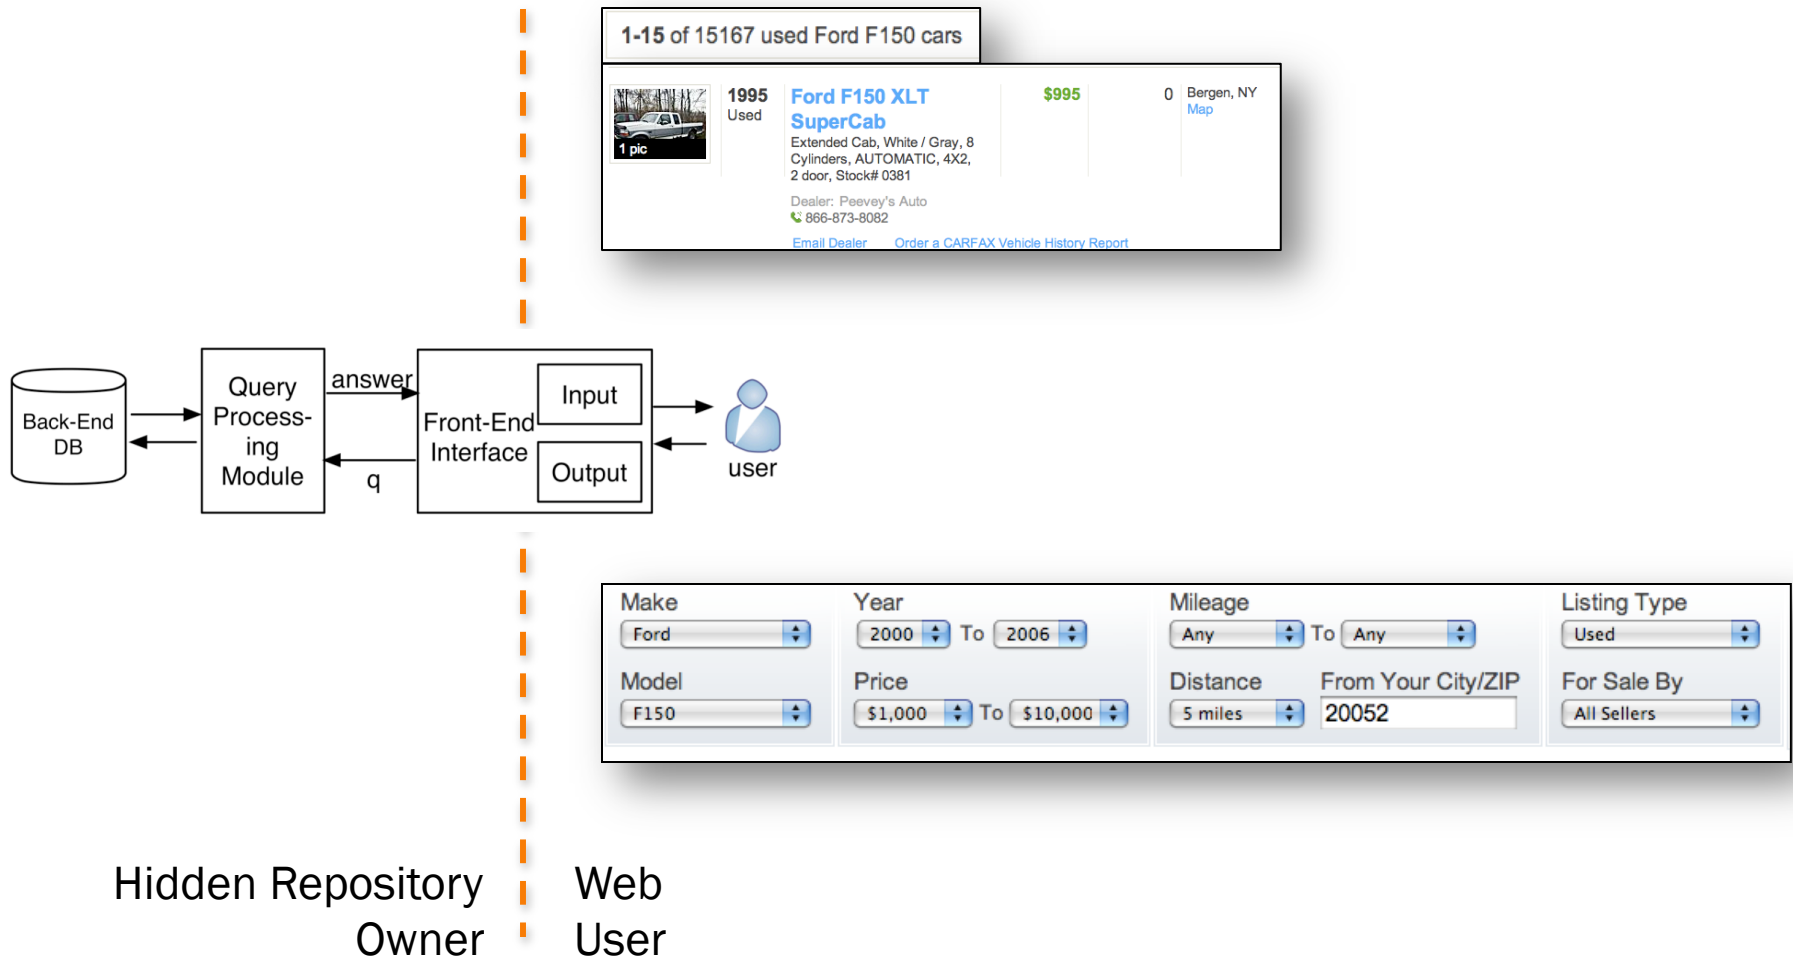 1-15 of 15167 used Ford F150 cars
1995
Used
Ford F150 XLT
SuperCab
Extended Cab, White / Gray, 8
Cylinders, AUTOMATIC, 4X2,
2 door, Stock# 0381
Dealer: Peevey's Auto
866-873-8082
Email Dealer
Order a CARFAX Vehicle History Report
$995
0
Bergen, NY
Map
1 pic
Back-End
DB
Query
Process-
ing
Module
answer
q
Front-End
Interface
Input
Output
user
Make
Ford
Model
F150
Year
2000 To 2006
Price
$1,000 To $10,000
Mileage
Any To Any
Distance
5 miles
From Your City/ZIP
20052
Listing Type
Used
For Sale By
All Sellers
Hidden Repository
Owner
Web
User